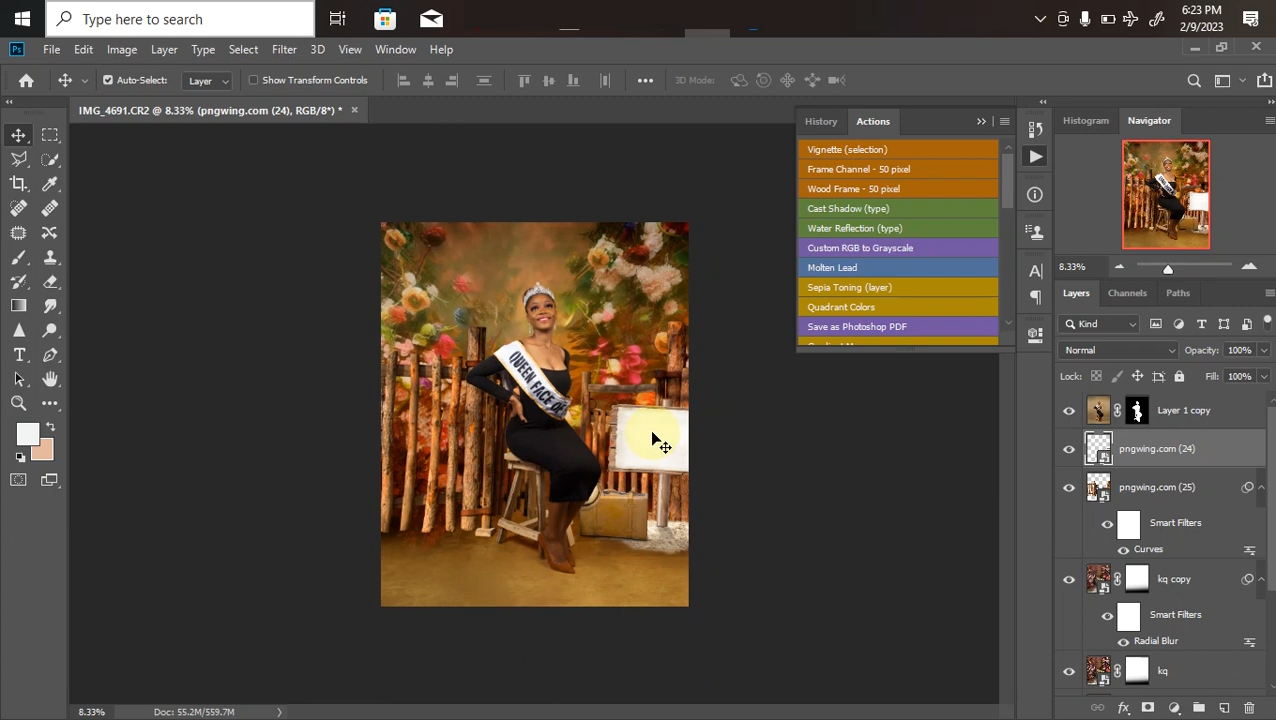 Type here to search
6:23 PM
2/9/2023
Ps File Edit Image Layer Type Select Filter 3D View Window Help
Auto-Select: Layer Show Transform Controls 3D Mode:
IMG_4691.CR2 @ 8.33% (pngwing.com (24), RGB/8*) *
History Actions
Vignette (selection)
Frame Channel - 50 pixel
Wood Frame - 50 pixel
Cast Shadow (type)
Water Reflection (type)
Custom RGB to Grayscale
Molten Lead
Sepia Toning (layer)
Quadrant Colors
Save as Photoshop PDF
Histogram Navigator
8.33%
Layers Channels Paths
Kind
Normal Opacity: 100%
Lock: Fill: 100%
Layer 1 copy
pngwing.com (24)
pngwing.com (25)
Smart Filters
Curves
kq copy
Smart Filters
Radial Blur
kq
QUEEN FACE OF
8.33% Doc: 55.2M/559.7M